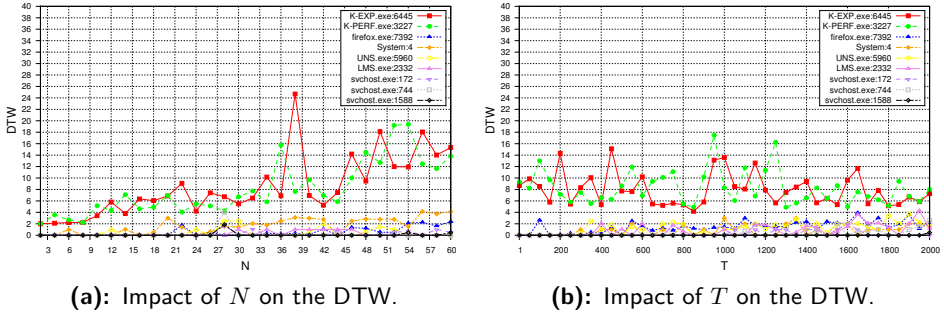 DTW
40
38
36
34
32
30
28
26
24
22
20
18
16
14
12
10
8
6
4
2
0
K-EXP.exe:6445
K-PERF.exe:3227
firefox.exe:7392
System:4
UNS.exe:5960
LMS.exe:2332
svchost.exe:172
svchost.exe:744
svchost.exe:1588
3 6 9 12 15 18 21 24 27 30 33 36 39 42 45 48 51 54 57 60
N
(a): Impact of N on the DTW.
DTW
40
38
36
34
32
30
28
26
24
22
20
18
16
14
12
10
8
6
4
2
0
K-EXP.exe:6445
K-PERF.exe:3227
firefox.exe:7392
System:4
UNS.exe:5960
LMS.exe:2332
svchost.exe:172
svchost.exe:744
svchost.exe:1588
1 200 400 600 800 1000 1200 1400 1600 1800 2000
T
(b): Impact of T on the DTW.